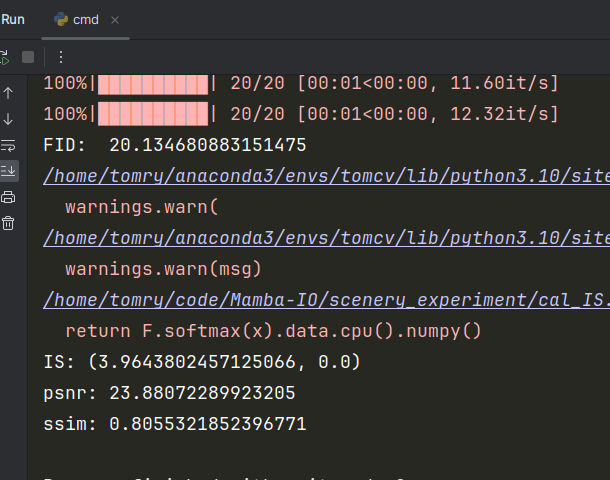 Run
cmd
100%|██████████| 20/20 [00:01<00:00, 11.60it/s]
100%|██████████| 20/20 [00:01<00:00, 12.32it/s]
FID:  20.134680883151475
/home/tomry/anaconda3/envs/tomcv/lib/python3.10/site
warnings.warn(
/home/tomry/anaconda3/envs/tomcv/lib/python3.10/site
warnings.warn(msg)
/home/tomry/code/Mamba-IO/scenery_experiment/cal_IS.
return F.softmax(x).data.cpu().numpy()
IS: (3.9643802457125066, 0.0)
psnr: 23.88072289923205
ssim: 0.8055321852396771